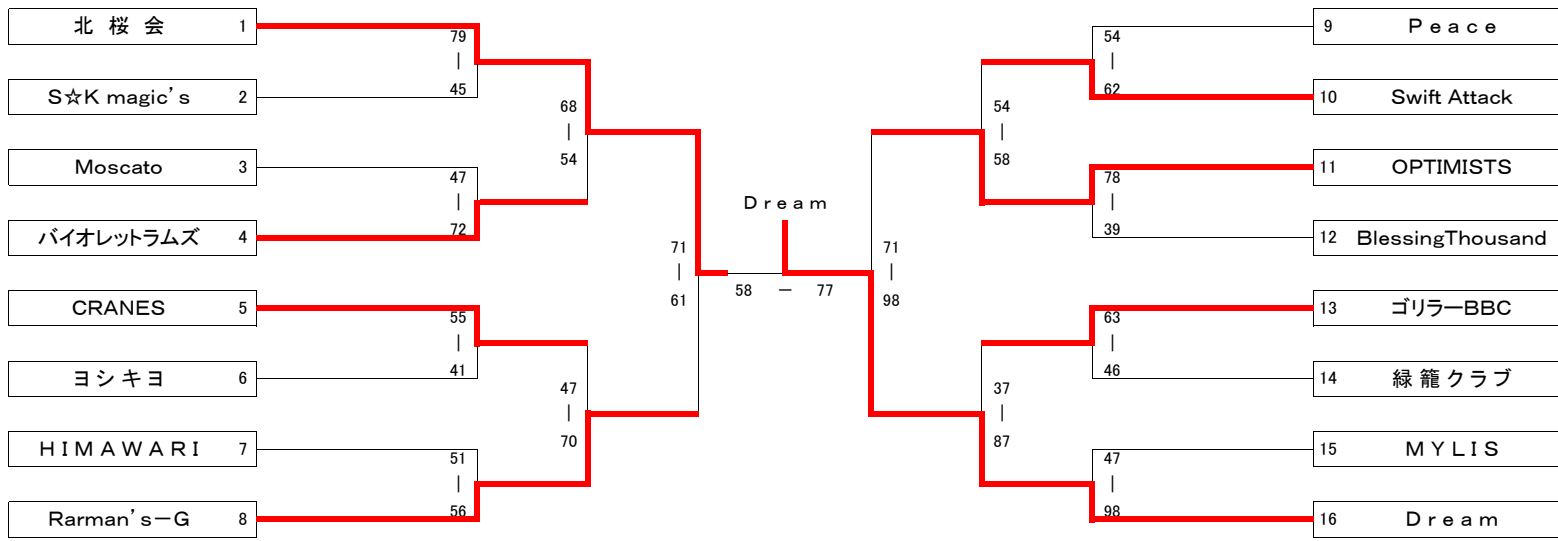 北 桜 会 1
79
|
45
S☆K magic's 2
68
|
54
Moscato 3
47
|
72
バイオレットラムズ 4
71
|
61
CRANES 5
55
|
41
ヨシキヨ 6
47
|
70
HIMAWARI 7
51
|
56
Rarman's-G 8
Dream
58 - 77
9 Peace
54
|
62
10 Swift Attack
54
|
58
11 OPTIMISTS
78
|
39
12 BlessingThousand
71
|
98
13 ゴリラーBBC
63
|
46
14 緑籠クラブ
37
|
87
15 MYLIS
47
|
98
16 Dream